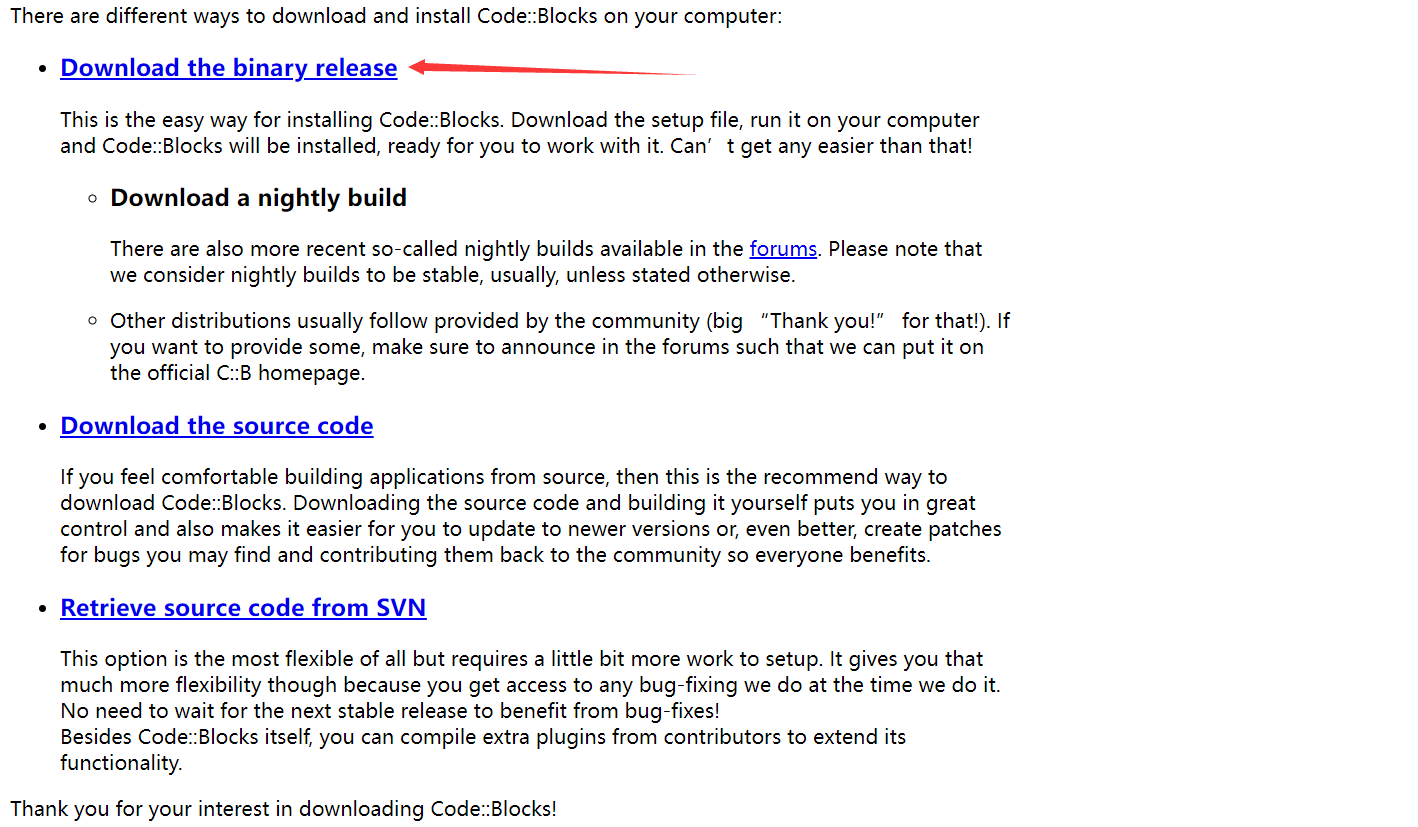 There are different ways to download and install Code::Blocks on your computer:
Download the binary release
This is the easy way for installing Code::Blocks. Download the setup file, run it on your computer
and Code::Blocks will be installed, ready for you to work with it. Can’t get any easier than that!
Download a nightly build
There are also more recent so-called nightly builds available in the forums. Please note that
we consider nightly builds to be stable, usually, unless stated otherwise.
Other distributions usually follow provided by the community (big “Thank you!” for that!). If
you want to provide some, make sure to announce in the forums such that we can put it on
the official C::B homepage.
Download the source code
If you feel comfortable building applications from source, then this is the recommend way to
download Code::Blocks. Downloading the source code and building it yourself puts you in great
control and also makes it easier for you to update to newer versions or, even better, create patches
for bugs you may find and contributing them back to the community so everyone benefits.
Retrieve source code from SVN
This option is the most flexible of all but requires a little bit more work to setup. It gives you that
much more flexibility though because you get access to any bug-fixing we do at the time we do it.
No need to wait for the next stable release to benefit from bug-fixes!
Besides Code::Blocks itself, you can compile extra plugins from contributors to extend its
functionality.
Thank you for your interest in downloading Code::Blocks!